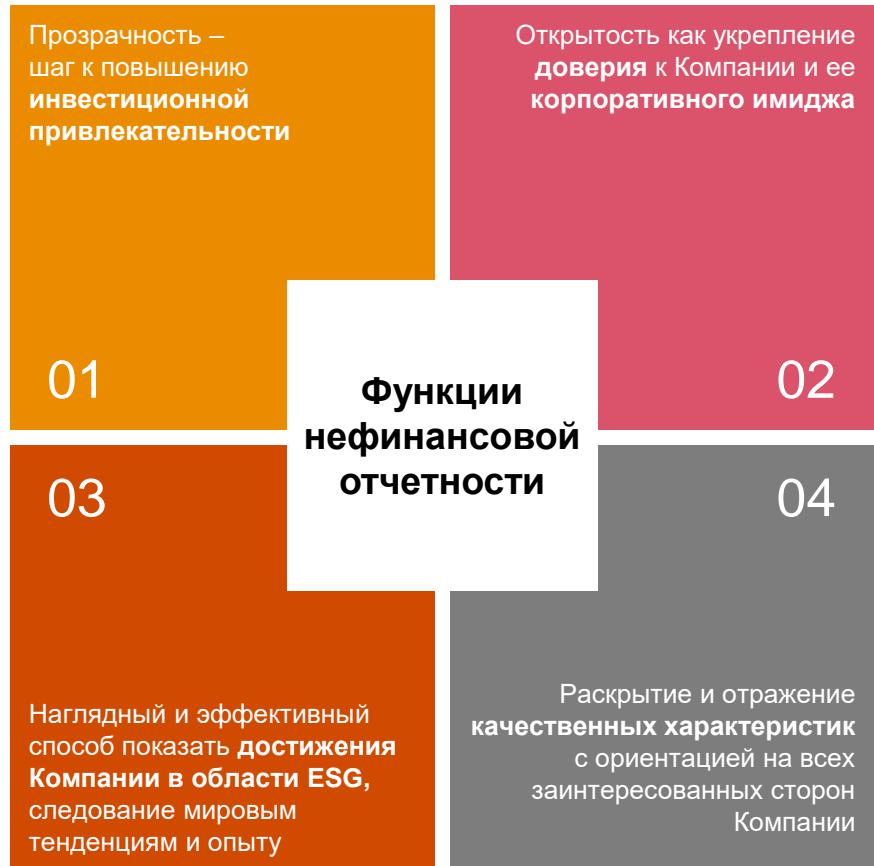 Прозрачность –
шаг к повышению
инвестиционной
привлекательности
01
Открытость как укрепление
доверия к Компании и ее
корпоративного имиджа
02
Функции
нефинансовой
отчетности
03
Наглядный и эффективный
способ показать достижения
Компании в области ESG,
следование мировым
тенденциям и опыту
04
Раскрытие и отражение
качественных характеристик
с ориентацией на всех
заинтересованных сторон
Компании